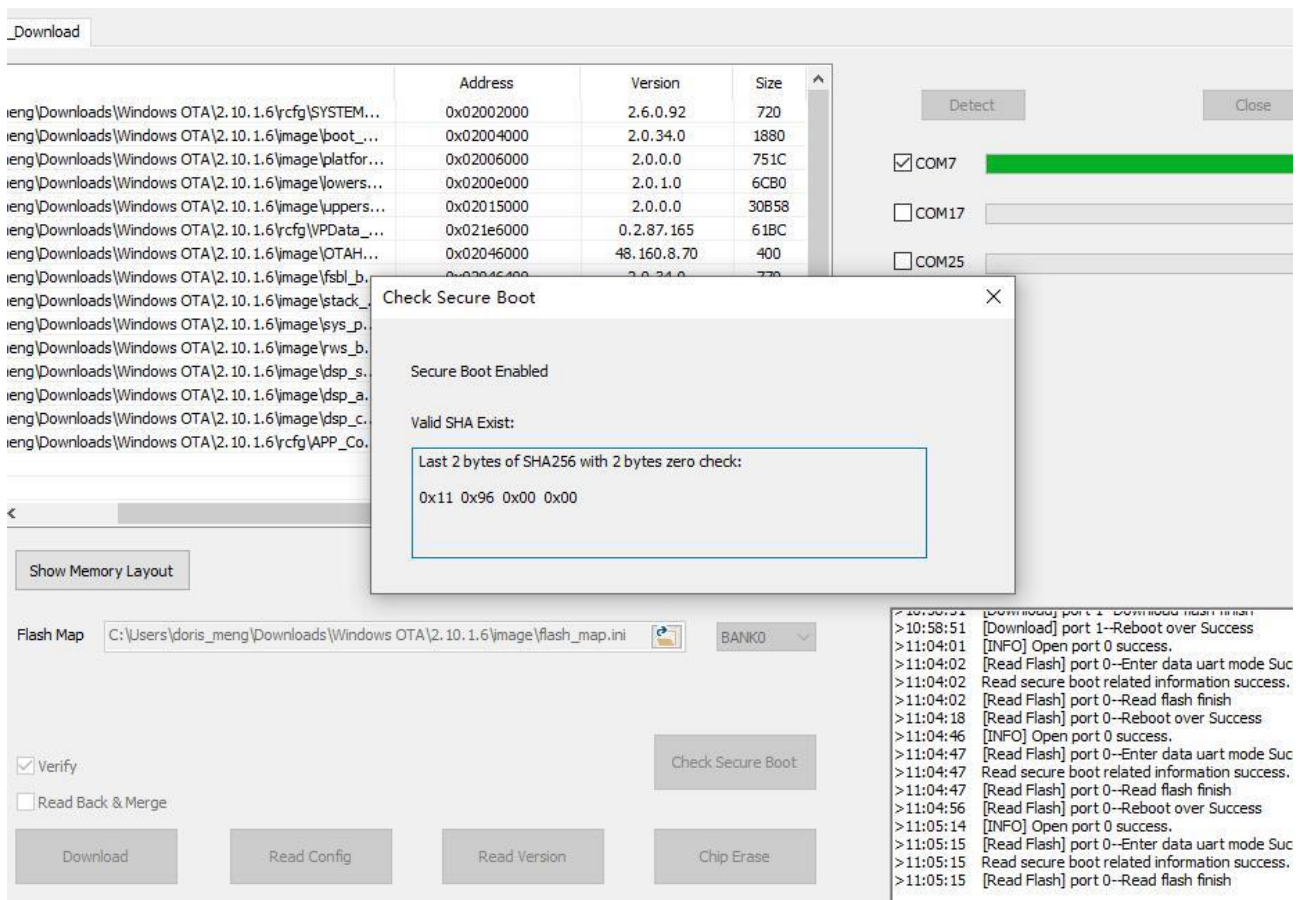 _Download
Address Version Size
ieng\Downloads\Windows OTA\2.10.1.6\rcfg\SYSTEM... 0x02002000 2.6.0.92 720
ieng\Downloads\Windows OTA\2.10.1.6\image\boot_... 0x02004000 2.0.34.0 1880
ieng\Downloads\Windows OTA\2.10.1.6\image\platfor... 0x02006000 2.0.0.0 751C
ieng\Downloads\Windows OTA\2.10.1.6\image\lowers... 0x0200e000 2.0.1.0 6CB0
ieng\Downloads\Windows OTA\2.10.1.6\image\uppers... 0x02015000 2.0.0.0 30B58
ieng\Downloads\Windows OTA\2.10.1.6\rcfg\VPData_... 0x021e6000 0.2.87.165 61BC
ieng\Downloads\Windows OTA\2.10.1.6\image\OTAH... 0x02046000 48.160.8.70 400
ieng\Downloads\Windows OTA\2.10.1.6\image\fsbl_b.
ieng\Downloads\Windows OTA\2.10.1.6\image\stack_.
ieng\Downloads\Windows OTA\2.10.1.6\image\sys_p.
ieng\Downloads\Windows OTA\2.10.1.6\image\rws_b.
ieng\Downloads\Windows OTA\2.10.1.6\image\dsp_s.
ieng\Downloads\Windows OTA\2.10.1.6\image\dsp_a.
ieng\Downloads\Windows OTA\2.10.1.6\image\dsp_c.
ieng\Downloads\Windows OTA\2.10.1.6\rcfg\APP_Co.
Detect Close
COM7
COM17
COM25
Check Secure Boot
Secure Boot Enabled
Valid SHA Exist:
Last 2 bytes of SHA256 with 2 bytes zero check:
0x11 0x96 0x00 0x00
Show Memory Layout
Flash Map C:\Users\doris_meng\Downloads\Windows OTA\2.10.1.6\image\flash_map.ini BANK0
Verify
Check Secure Boot
Read Back & Merge
Download Read Config Read Version Chip Erase
>10:58:51 [Download] port 1--Download flash finish
>10:58:51 [Download] port 1--Reboot over Success
>11:04:01 [INFO] Open port 0 success.
>11:04:02 [Read Flash] port 0--Enter data uart mode Suc
>11:04:02 Read secure boot related information success.
>11:04:02 [Read Flash] port 0--Read flash finish
>11:04:18 [Read Flash] port 0--Reboot over Success
>11:04:46 [INFO] Open port 0 success.
>11:04:47 [Read Flash] port 0--Enter data uart mode Suc
>11:04:47 Read secure boot related information success.
>11:04:47 [Read Flash] port 0--Read flash finish
>11:04:56 [Read Flash] port 0--Reboot over Success
>11:05:14 [INFO] Open port 0 success.
>11:05:15 [Read Flash] port 0--Enter data uart mode Suc
>11:05:15 Read secure boot related information success.
>11:05:15 [Read Flash] port 0--Read flash finish